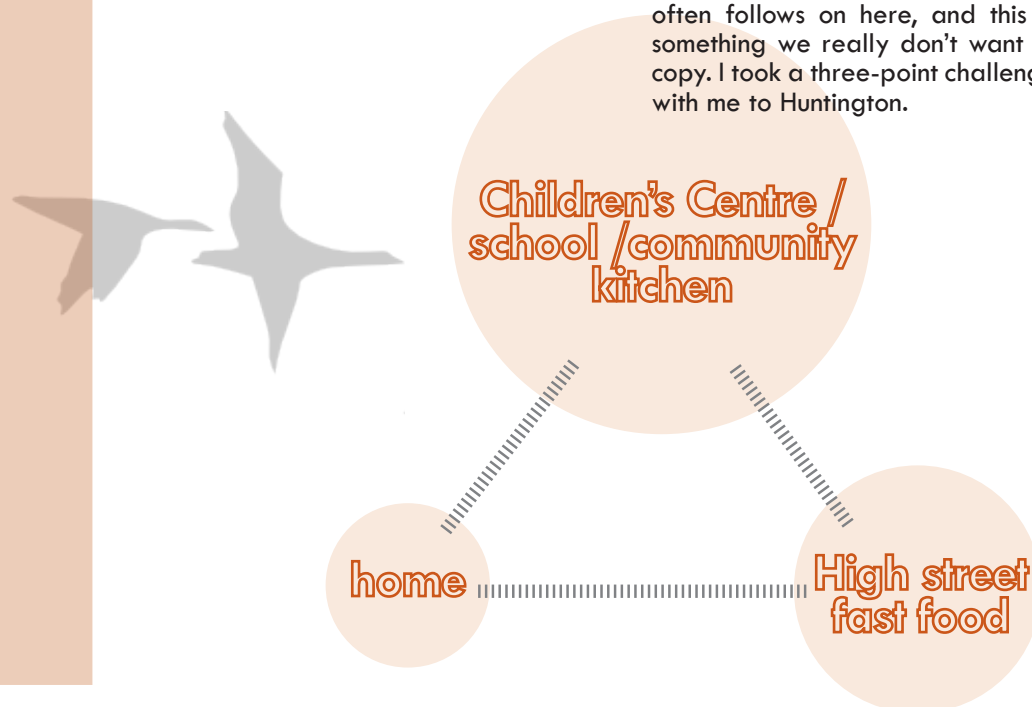 often follows on here, and this
something we really don't want
copy. I took a three-point challeng
with me to Huntington.
Children's Centre /
school /community
kitchen
home
High street
fast food